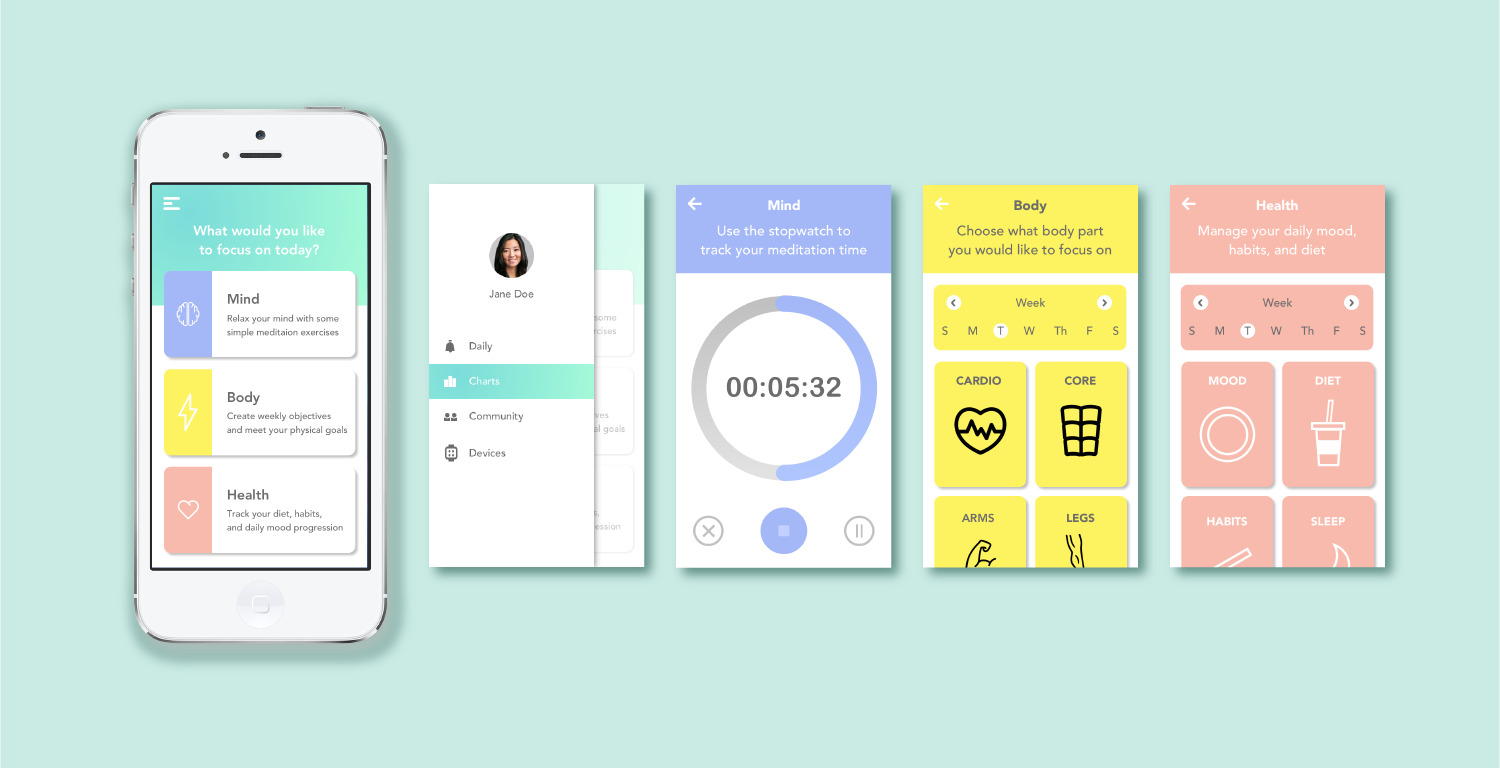 What would you like
to focus on today?
Mind
Relax your mind with some
simple meditaion exercises
Body
Create weekly objectives
and meet your physical goals
Health
Track your diet, habits,
and daily mood progression
Jane Doe
Daily
Charts
Community
Devices
some
ercises
ves
al goals
s,
ession
Mind
Use the stopwatch to
track your meditation time
00:05:32
Body
Choose what body part
you would like to focus on
Week
S M T W Th F S
CARDIO CORE
ARMS LEGS
Health
Manage your daily mood,
habits, and diet
Week
S M T W Th F S
MOOD DIET
HABITS SLEEP